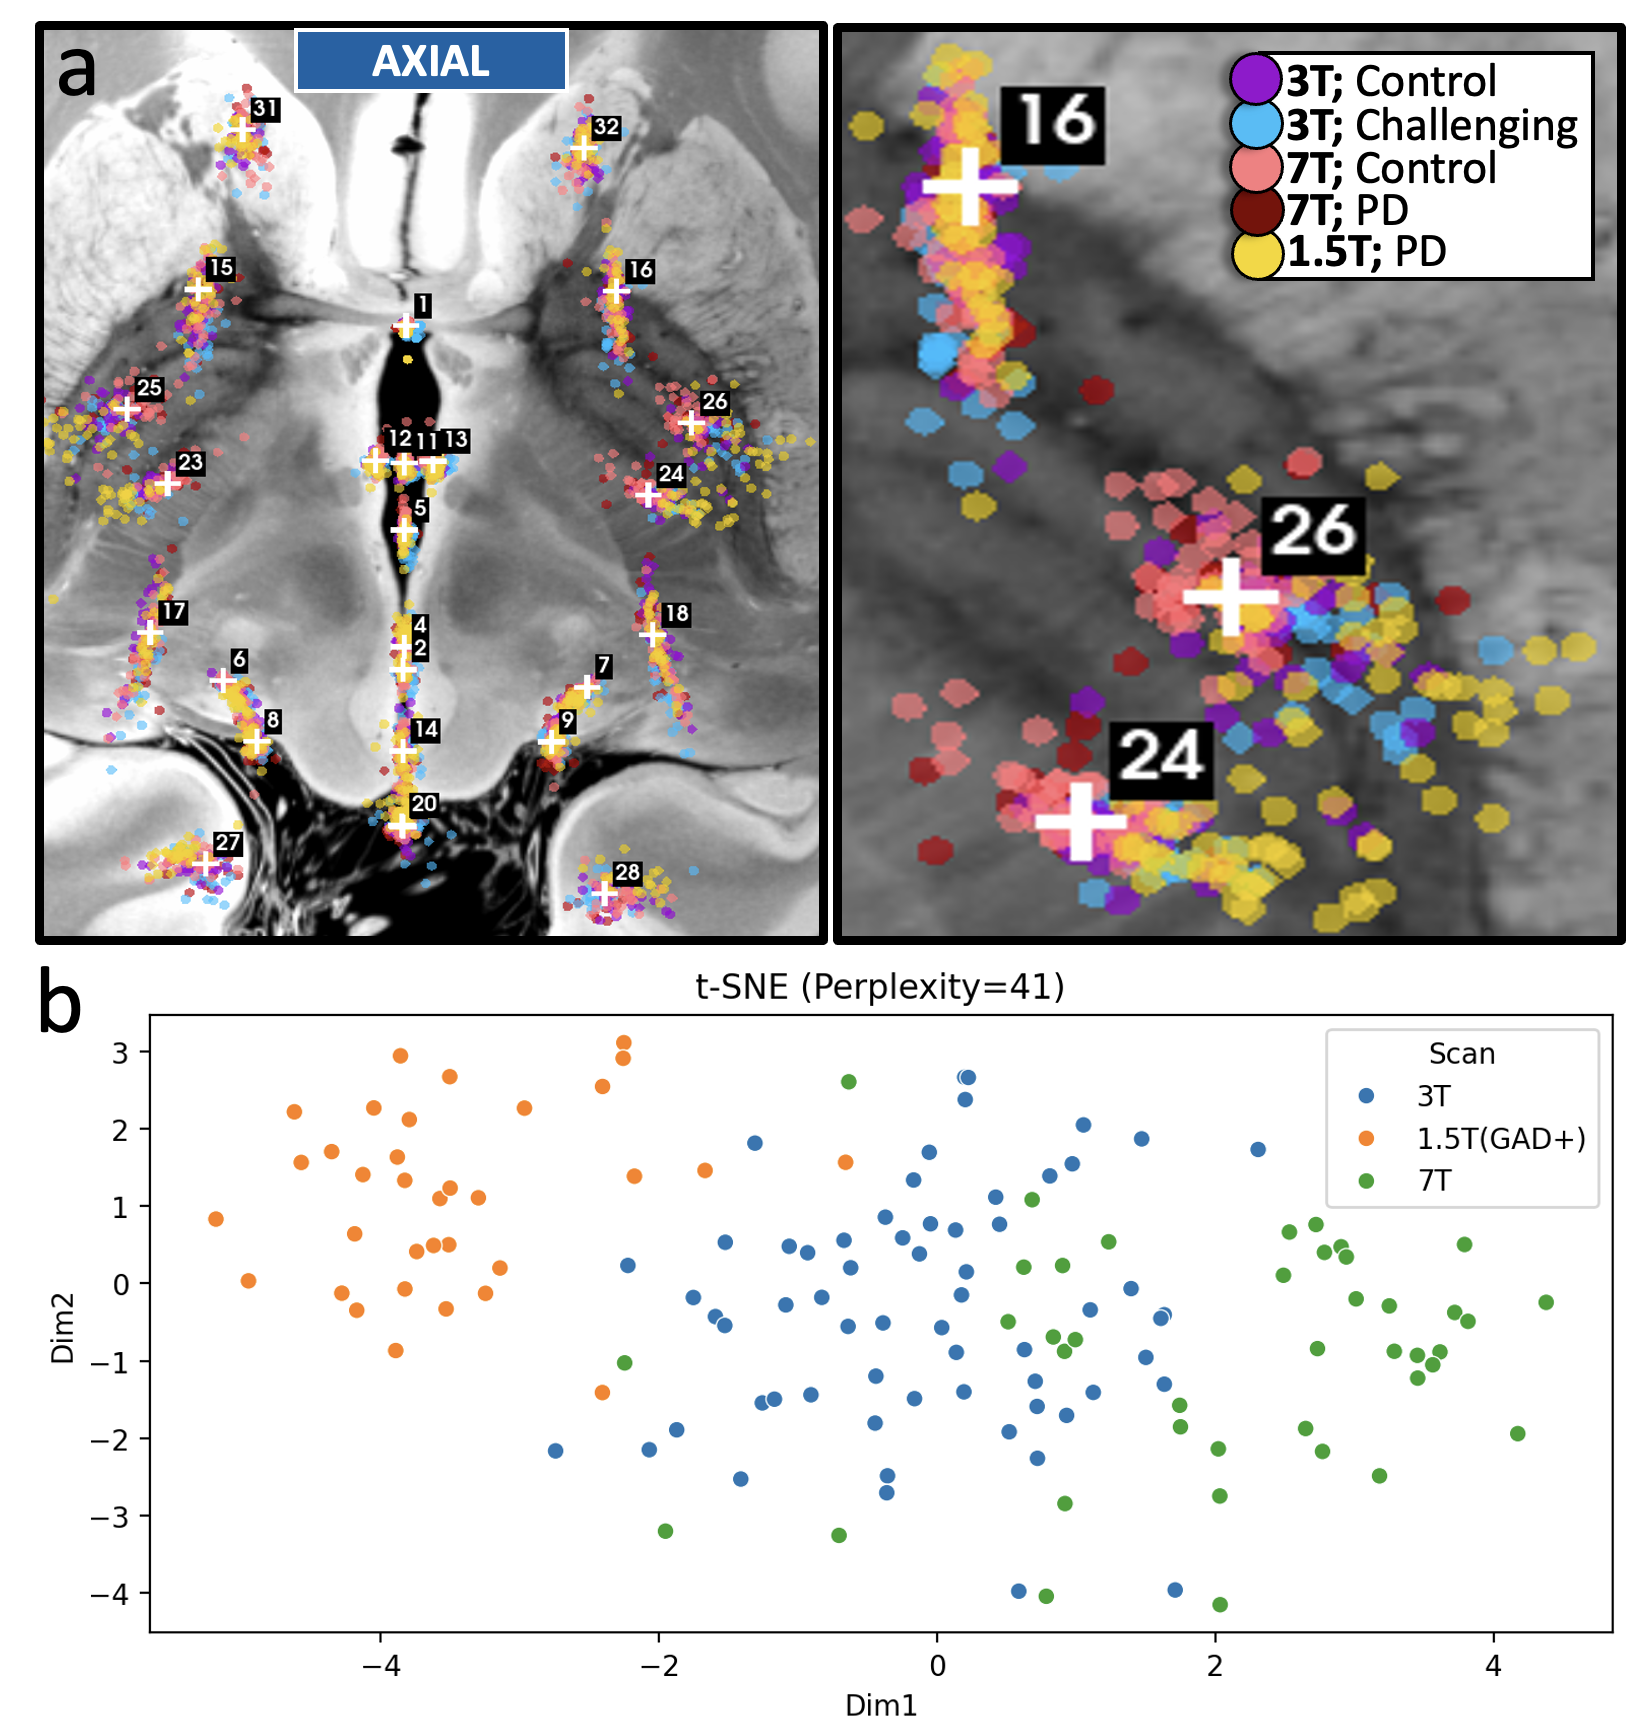 a
AXIAL
31
32
15
16
1
25
26
12 11 13
23
24
5
17
4
18
2
6
7
8
14
9
20
27
28
16
26
24
3T; Control
3T; Challenging
7T; Control
7T; PD
1.5T; PD
b
t-SNE (Perplexity=41)
Scan
3T
1.5T(GAD+)
7T
Dim2
3
2
1
0
−1
−2
−3
−4
−4 −2 0 2 4
Dim1